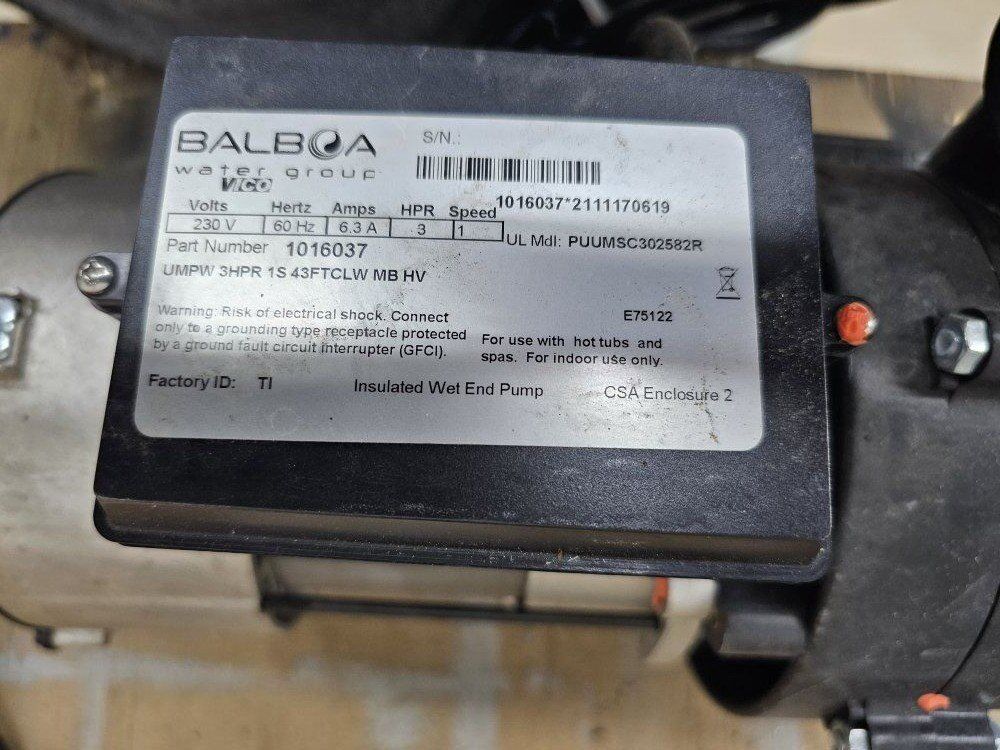 BALBOA
water group
VICO
S/N.:
1016037*2111170619
Volts Hertz Amps HPR Speed
230 V 60 Hz 6.3 A 3 1
UL Mdl: PUUMSC302582R
Part Number 1016037
UMPW 3HPR 1S 43FTCLW MB HV
E75122
Warning: Risk of electrical shock. Connect
only to a grounding type receptacle protected
by a ground fault circuit interrupter (GFCI).
For use with hot tubs and
spas. For indoor use only.
Factory ID: TI Insulated Wet End Pump CSA Enclosure 2